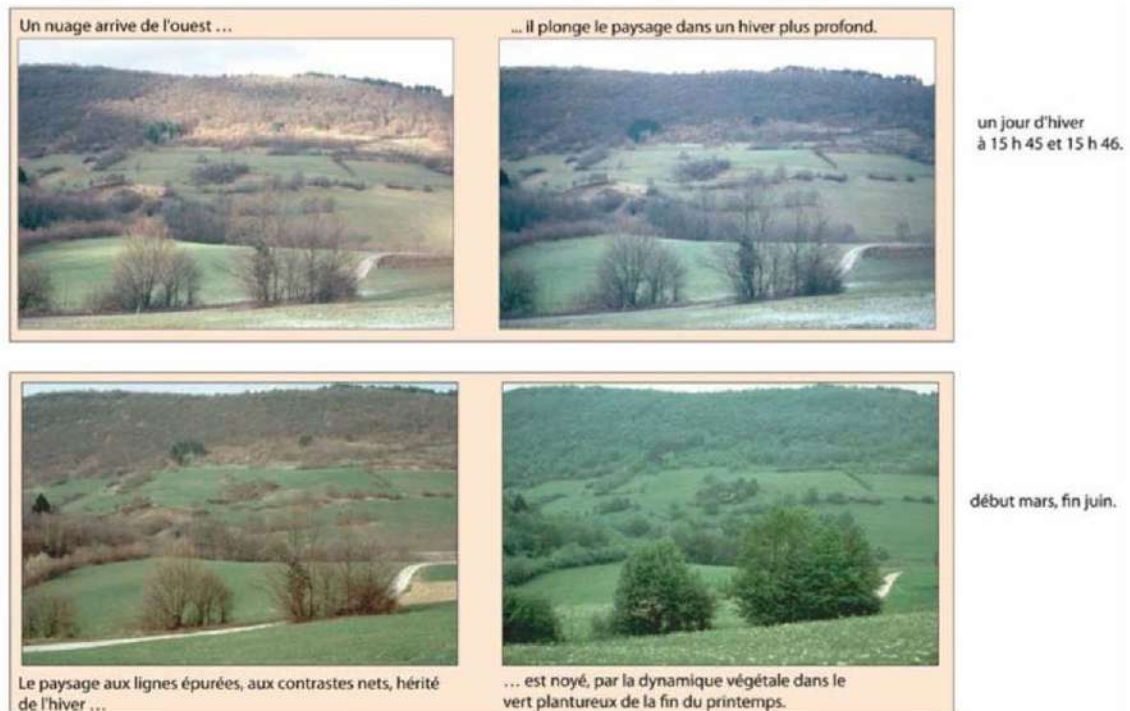 Un nuage arrive de l'ouest ...
... il plonge le paysage dans un hiver plus profond.
un jour d'hiver
à 15 h 45 et 15 h 46.
début mars, fin juin.
Le paysage aux lignes épurées, aux contrastes nets, hérité
de l'hiver ...
... est noyé, par la dynamique végétale dans le
vert plantureux de la fin du printemps.